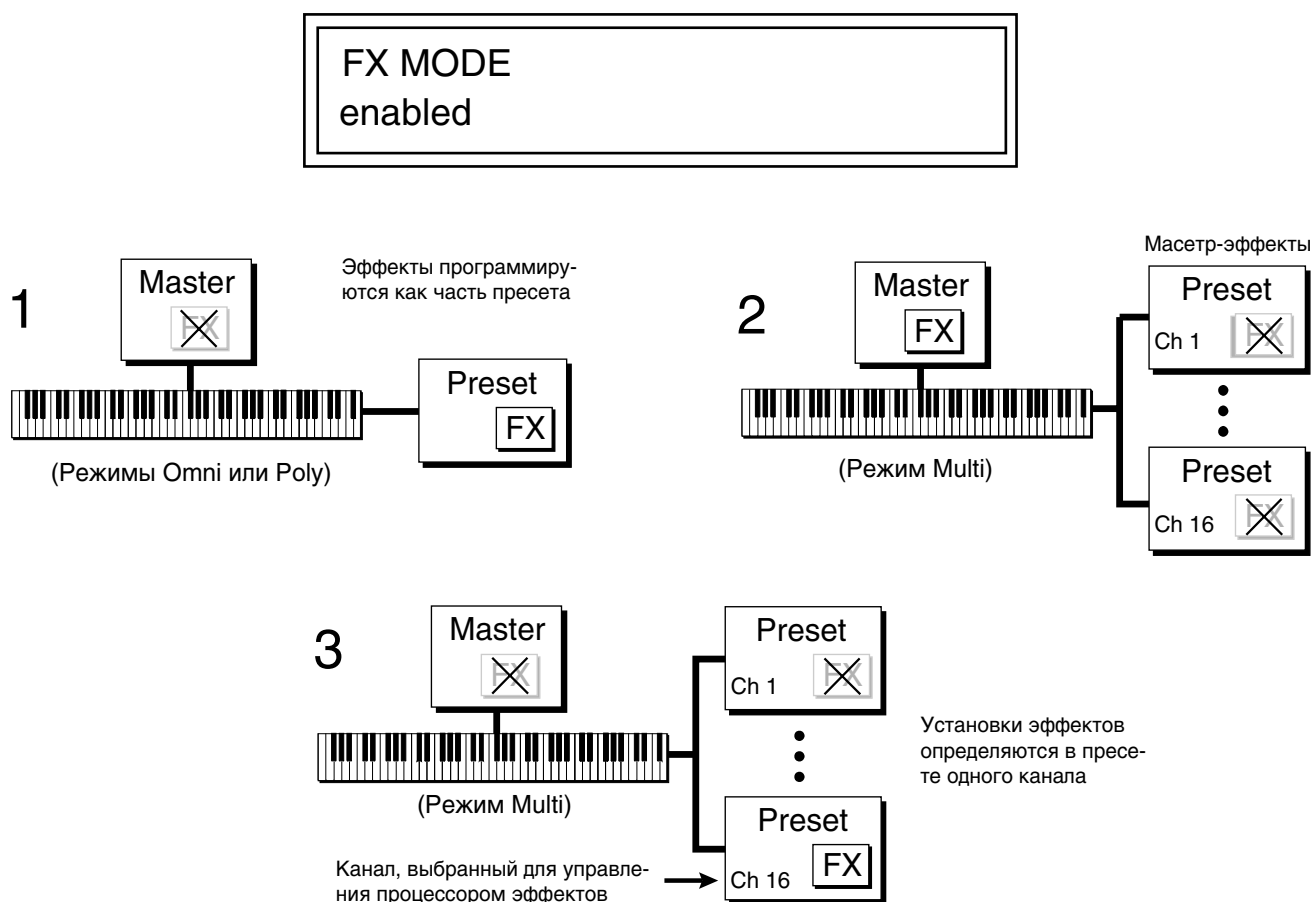 FX MODE
enabled
1
Master
FX
Эффекты программиру-
ются как часть пресета
Preset
FX
(Режимы Omni или Poly)
2
Master
FX
(Режим Multi)
Масетр-эффекты
Preset
Ch 1
FX
Preset
Ch 16
FX
3
Master
FX
(Режим Multi)
Preset
Ch 1
FX
Установки эффектов
определяются в пресе-
те одного канала
Preset
Ch 16
FX
Канал, выбранный для управле-
ния процессором эффектов